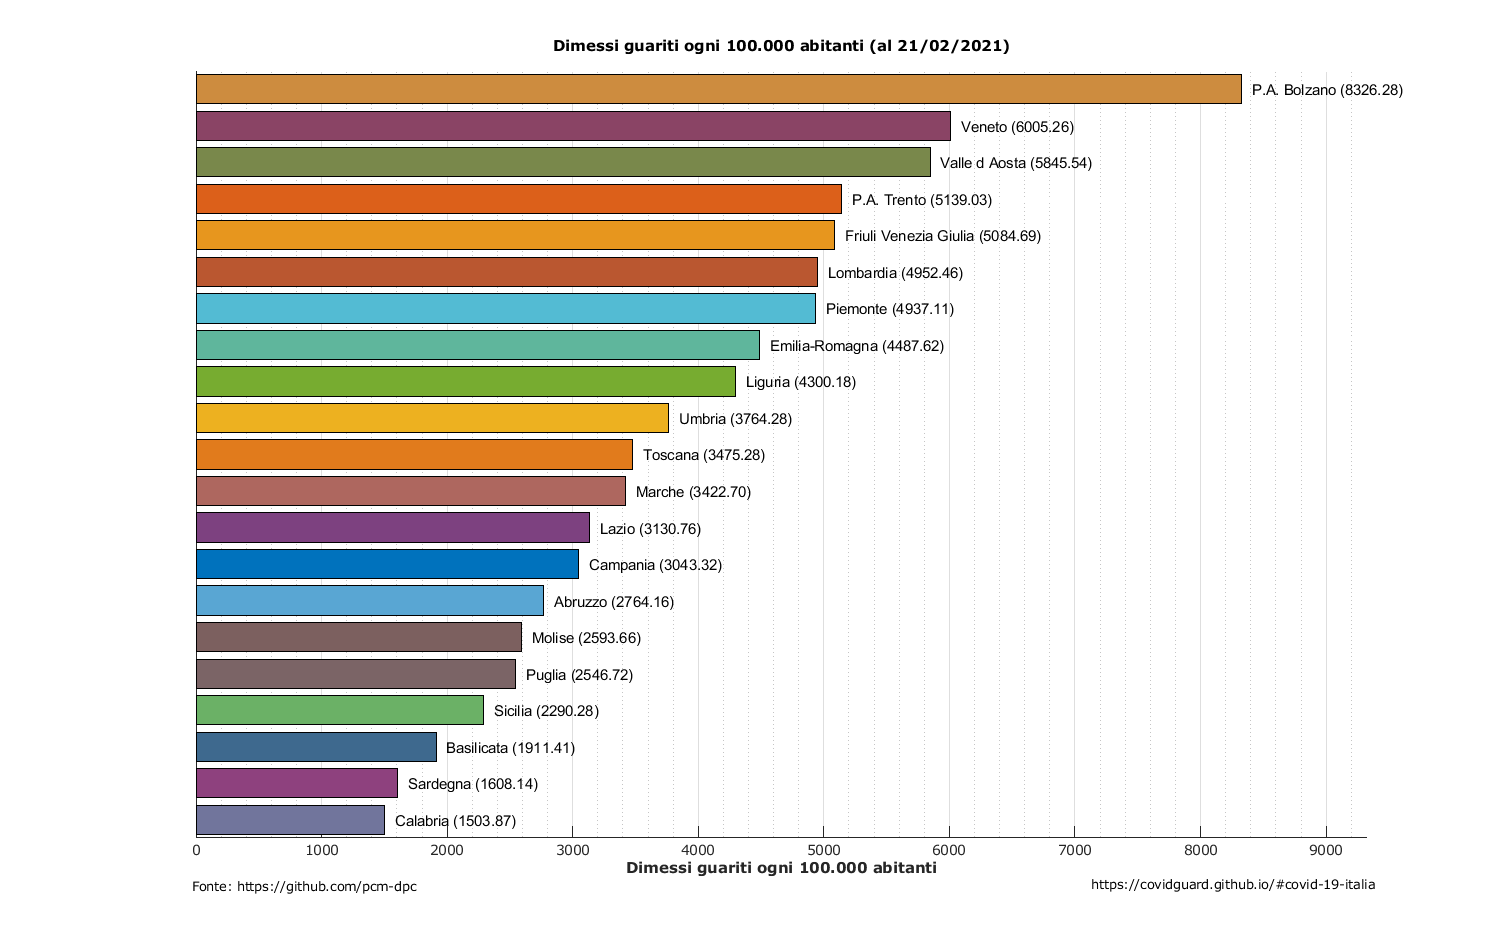 Dimessi guariti ogni 100.000 abitanti (al 21/02/2021)
P.A. Bolzano (8326.28)
Veneto (6005.26)
Valle d Aosta (5845.54)
P.A. Trento (5139.03)
Friuli Venezia Giulia (5084.69)
Lombardia (4952.46)
Piemonte (4937.11)
Emilia-Romagna (4487.62)
Liguria (4300.18)
Umbria (3764.28)
Toscana (3475.28)
Marche (3422.70)
Lazio (3130.76)
Campania (3043.32)
Abruzzo (2764.16)
Molise (2593.66)
Puglia (2546.72)
Sicilia (2290.28)
Basilicata (1911.41)
Sardegna (1608.14)
Calabria (1503.87)
0 1000 2000 3000 4000 5000 6000 7000 8000 9000
Dimessi guariti ogni 100.000 abitanti
Fonte: https://github.com/pcm-dpc
https://covidguard.github.io/#covid-19-italia